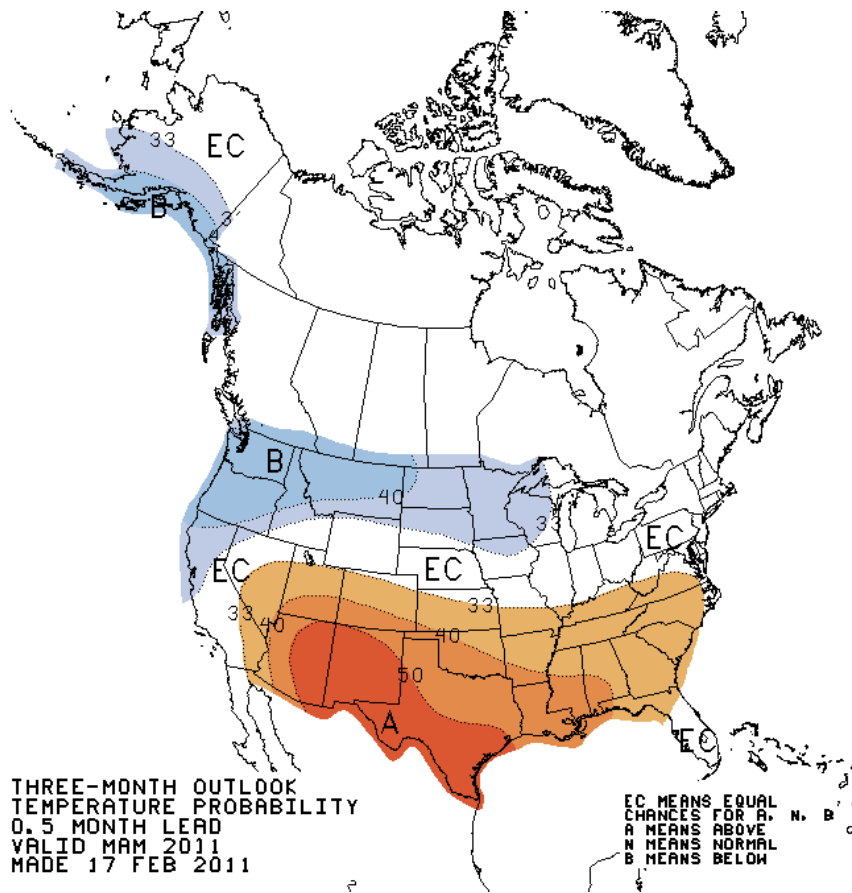 33
EC
B
3
4
B
40
33
EC
EC
EC
33
40
33
40
50
A
EC
THREE-MONTH OUTLOOK
TEMPERATURE PROBABILITY
0.5 MONTH LEAD
VALID MAM 2011
MADE 17 FEB 2011
EC MEANS EQUAL
CHANCES FOR A, N, B
A MEANS ABOVE
N MEANS NORMAL
B MEANS BELOW